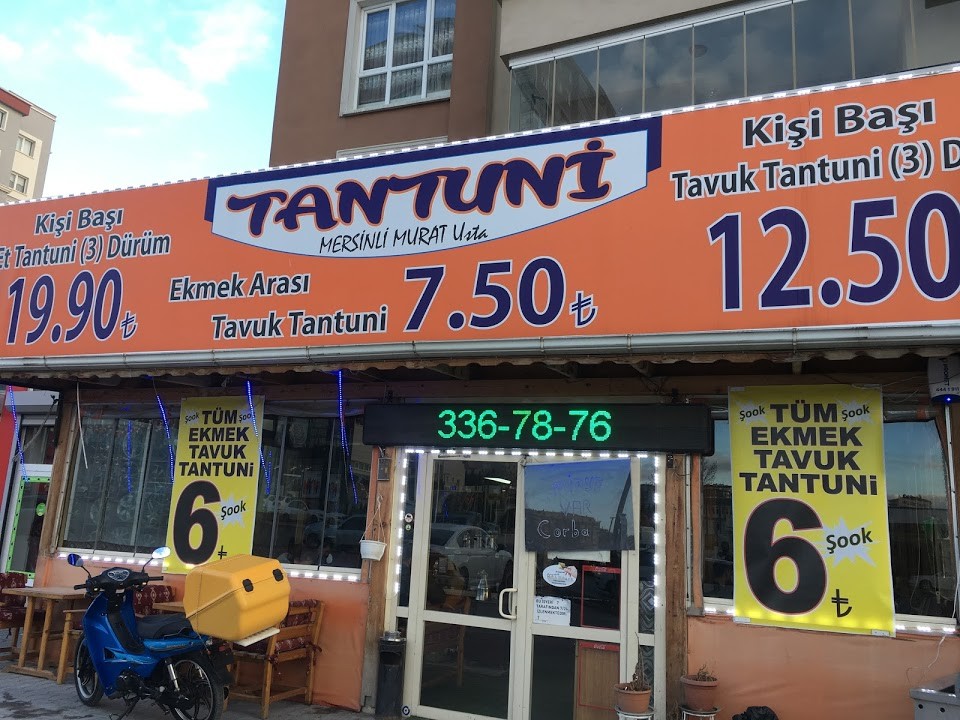 TANTUNİ
MERSİNLİ MURAT Usta
Kişi Başı
Et Tantuni (3) Dürüm
19.90 ₺
Ekmek Arası
Tavuk Tantuni 7.50 ₺
Kişi Başı
Tavuk Tantuni (3) D
12.50
336-78-76
Şook TÜM Şook
EKMEK
TAVUK
TANTUNİ
6 Şook
₺
VAR
Çorba
Şook TÜM Şook
EKMEK
TAVUK
TANTUNİ
6 Şook
₺